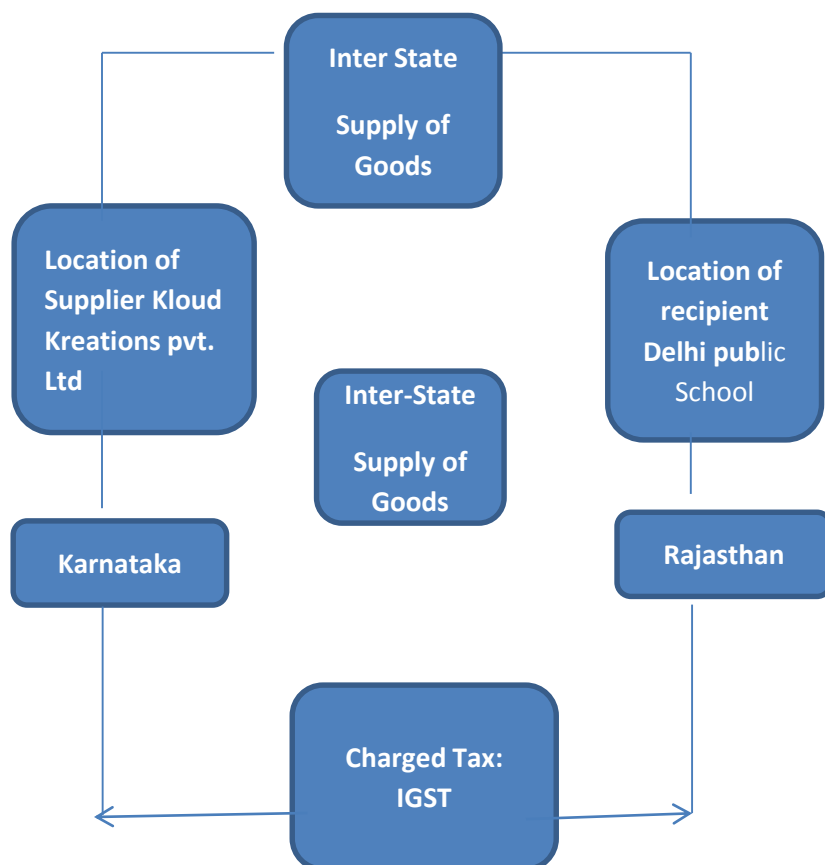 Inter State
Supply of
Goods
Location of
Supplier Kloud
Kreations pvt.
Ltd
Location of
recipient
Delhi public
School
Inter-State
Supply of
Goods
Karnataka
Rajasthan
Charged Tax:
IGST